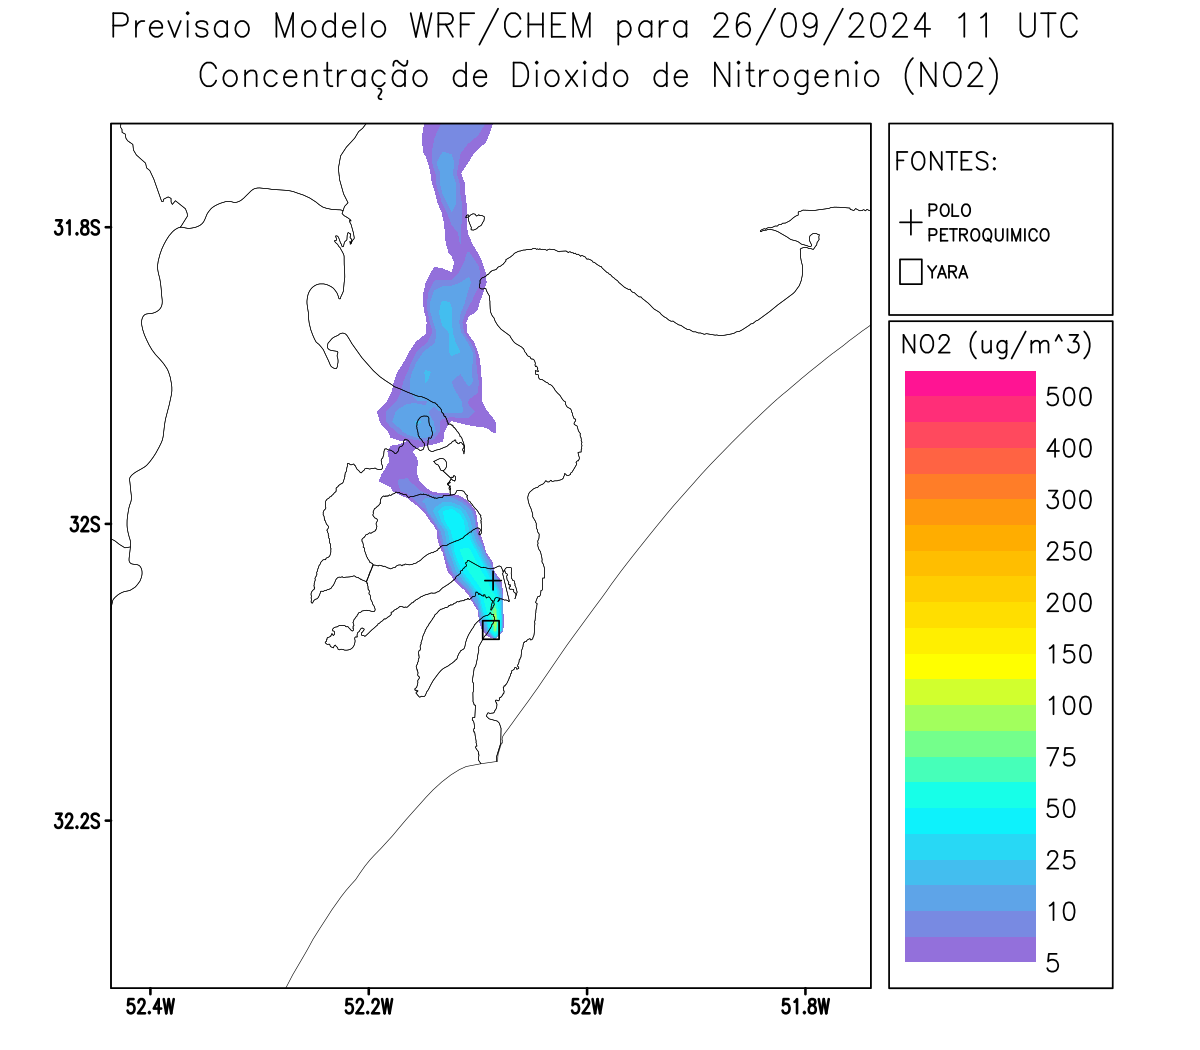 Previsao Modelo WRF/CHEM para 26/09/2024 11 UTC
Concentração de Dioxido de Nitrogenio (NO2)
FONTES:
POLO
PETROQUIMICO
YARA
NO2 (ug/m^3)
500
400
300
250
200
150
100
75
50
25
10
5
31.8S
32S
32.2S
52.4W
52.2W
52W
51.8W